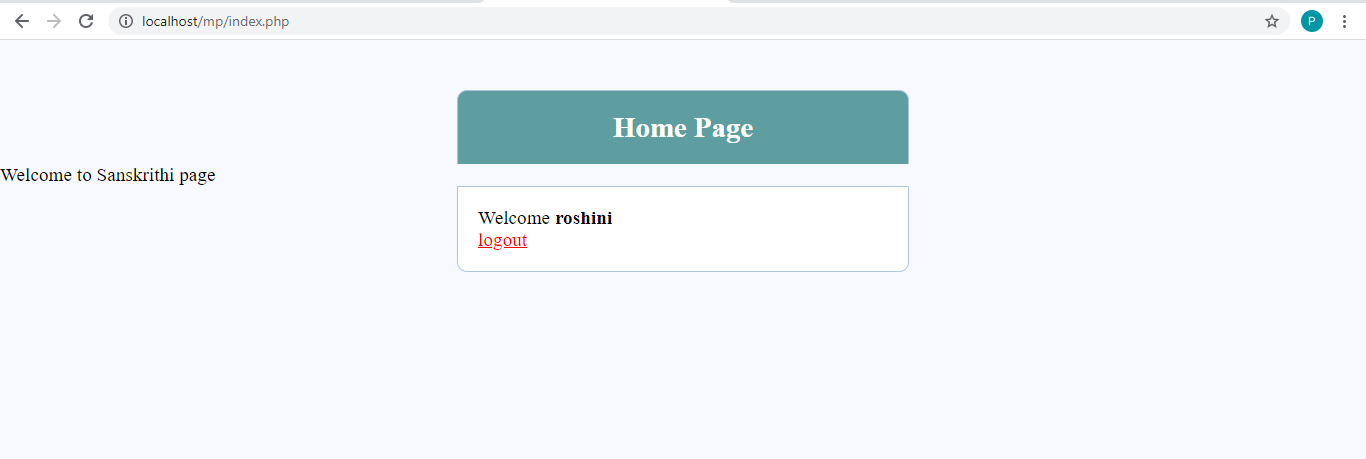 localhost/mp/index.php
P
Home Page
Welcome to Sanskrithi page
Welcome roshini
logout